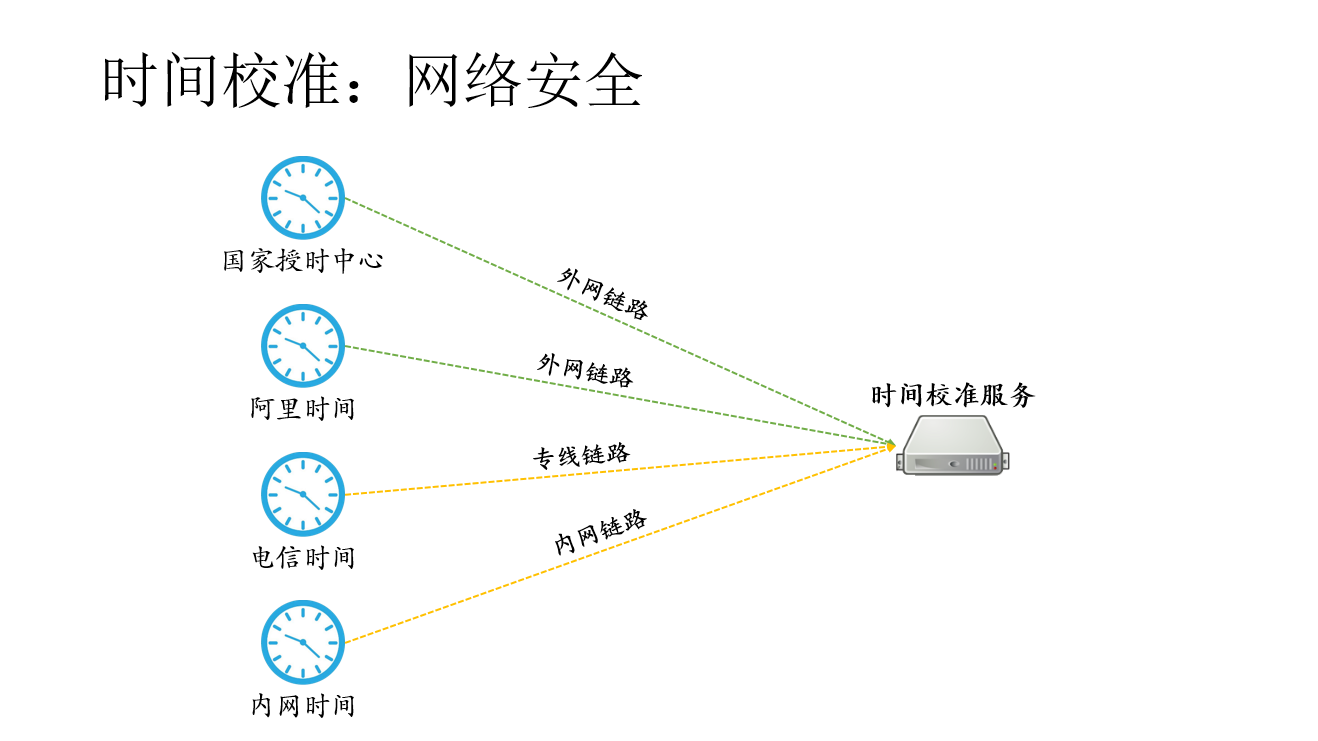 时间校准：网络安全
国家授时中心
外网链路
阿里时间
外网链路
时间校准服务
电信时间
专线链路
内网时间
内网链路